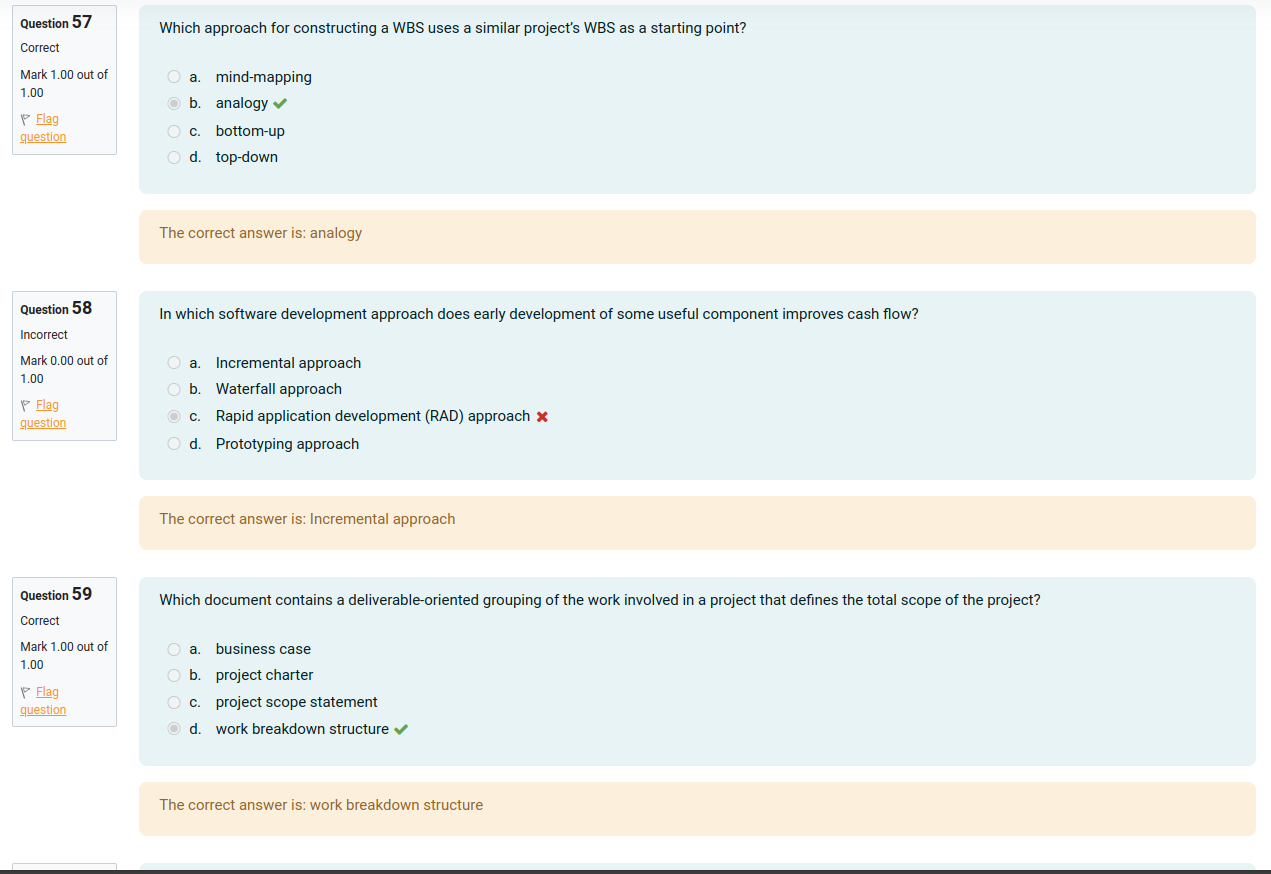 Question 57
Correct
Mark 1.00 out of
1.00
Flag
question
Which approach for constructing a WBS uses a similar project's WBS as a starting point?
a. mind-mapping
b. analogy
c. bottom-up
d. top-down
The correct answer is: analogy
Question 58
Incorrect
Mark 0.00 out of
1.00
Flag
question
In which software development approach does early development of some useful component improves cash flow?
a. Incremental approach
b. Waterfall approach
c. Rapid application development (RAD) approach
d. Prototyping approach
The correct answer is: Incremental approach
Question 59
Correct
Mark 1.00 out of
1.00
Flag
question
Which document contains a deliverable-oriented grouping of the work involved in a project that defines the total scope of the project?
a. business case
b. project charter
c. project scope statement
d. work breakdown structure
The correct answer is: work breakdown structure